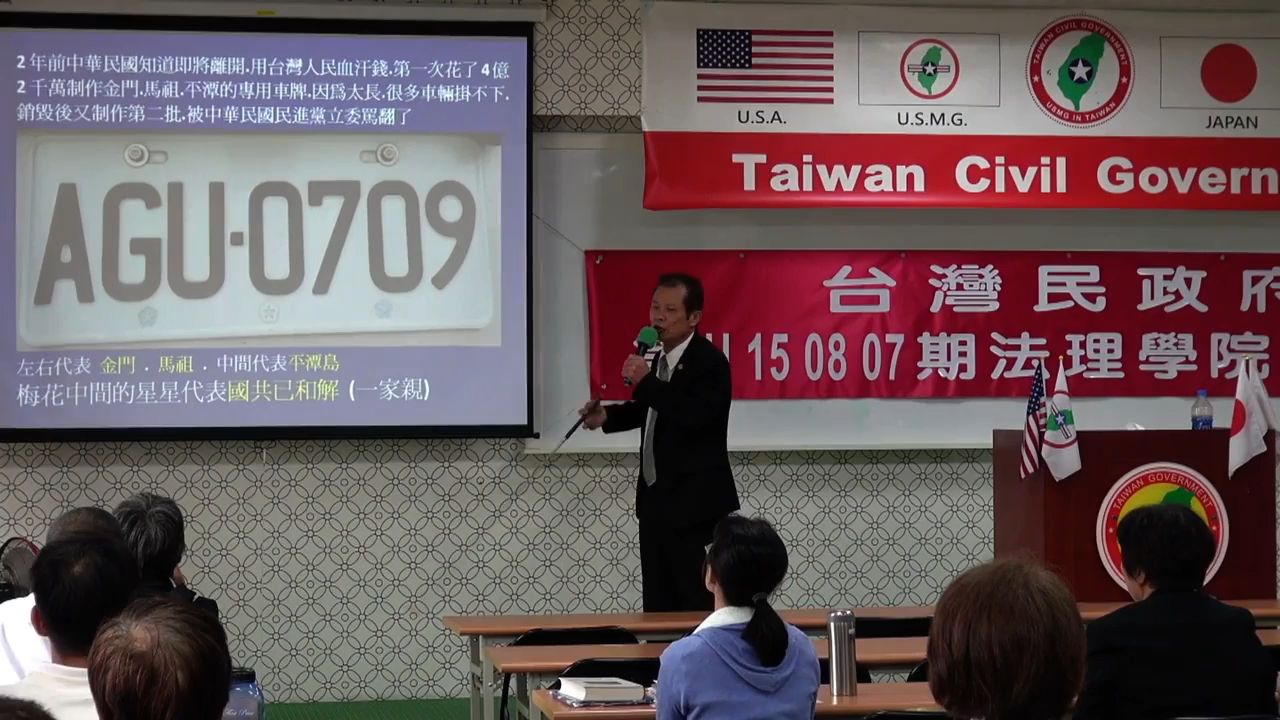 2年前中華民國知道即將離開.用台灣人民血汗錢.第一次花了4億
2千萬制作金門.馬祖.平潭的專用車牌.因爲太長.很多車輛掛不下.
銷毀後又制作第二批.被中華民國民進黨立委罵翻了
AGU-0709
左右代表 金門 . 馬祖 . 中間代表平潭島
梅花中間的星星代表國共已和解 (一家親)
U.S.A.
U.S.M.G.
TAIWAN CIVIL GOVERNMENT
USMG IN TAIWAN
JAPAN
Taiwan Civil Govern
台灣民政府
15 08 07 期法理學院
TAIWAN GOVERNMENT